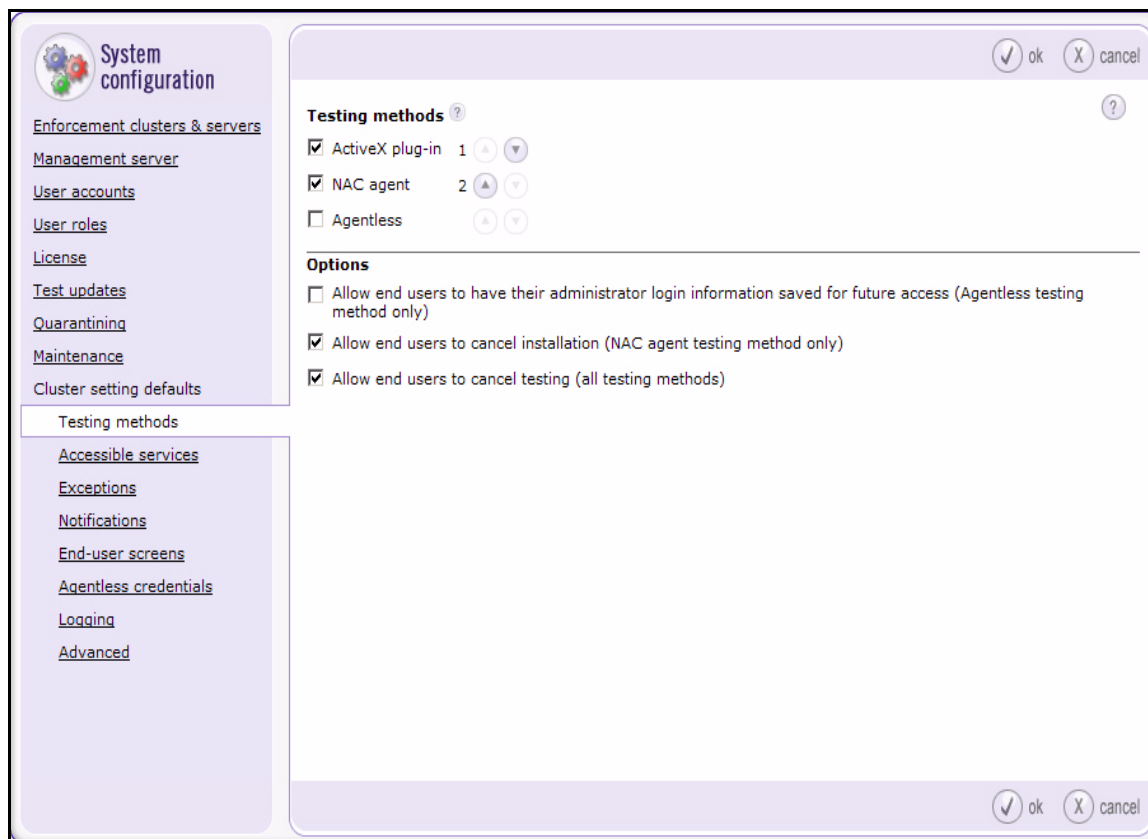 System
configuration
Enforcement clusters & servers
Management server
User accounts
User roles
License
Test updates
Quarantining
Maintenance
Cluster setting defaults
Testing methods
Accessible services
Exceptions
Notifications
End-user screens
Agentless credentials
Logging
Advanced
ok X cancel
Testing methods ?
?
ActiveX plug-in 1
NAC agent 2
Agentless
Options
Allow end users to have their administrator login information saved for future access (Agentless testing
method only)
Allow end users to cancel installation (NAC agent testing method only)
Allow end users to cancel testing (all testing methods)
ok X cancel